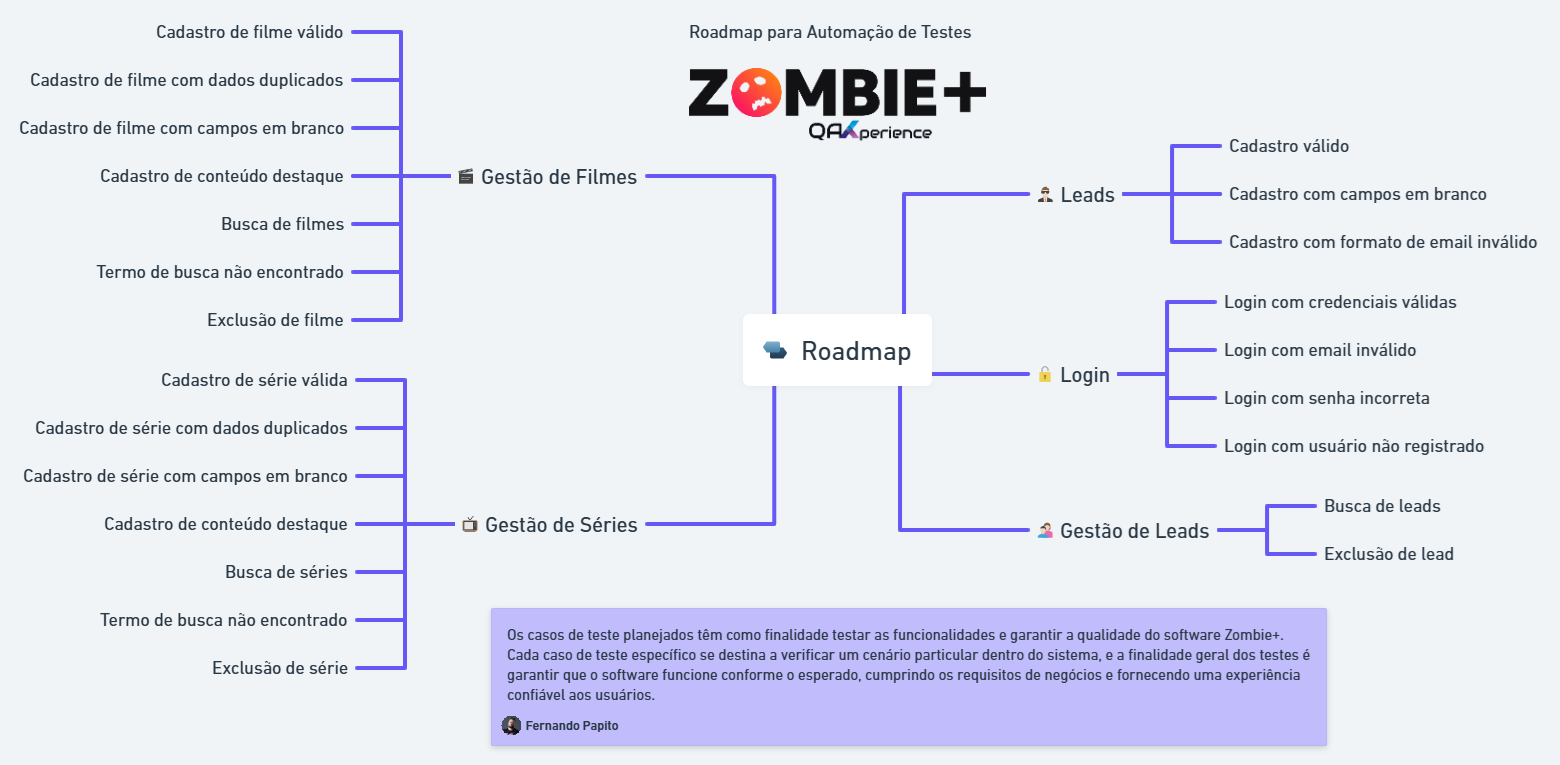 Roadmap para Automação de Testes
ZOMBIE+
QAXperience
Cadastro de filme válido
Cadastro de filme com dados duplicados
Cadastro de filme com campos em branco
Cadastro de conteúdo destaque
Busca de filmes
Termo de busca não encontrado
Exclusão de filme
Gestão de Filmes
Cadastro de série válida
Cadastro de série com dados duplicados
Cadastro de série com campos em branco
Cadastro de conteúdo destaque
Busca de séries
Termo de busca não encontrado
Exclusão de série
Gestão de Séries
Roadmap
Leads
Cadastro válido
Cadastro com campos em branco
Cadastro com formato de email inválido
Login
Login com credenciais válidas
Login com email inválido
Login com senha incorreta
Login com usuário não registrado
Gestão de Leads
Busca de leads
Exclusão de lead
Os casos de teste planejados têm como finalidade testar as funcionalidades e garantir a qualidade do software Zombie+.
Cada caso de teste específico se destina a verificar um cenário particular dentro do sistema, e a finalidade geral dos testes é
garantir que o software funcione conforme o esperado, cumprindo os requisitos de negócios e fornecendo uma experiência
confiável aos usuários.
Fernando Papito